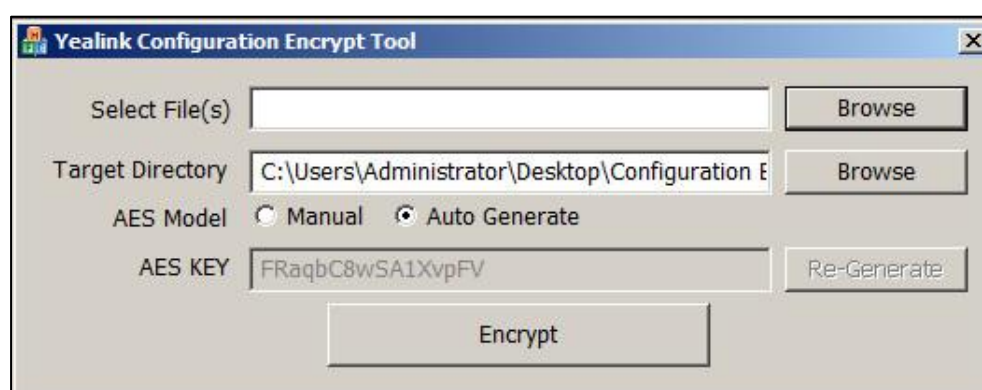 Yealink Configuration Encrypt Tool
Select File(s) Browse
Target Directory C:\Users\Administrator\Desktop\Configuration E Browse
AES Model Manual Auto Generate
AES KEY FRaqbC8wSA1XvpFV Re-Generate
Encrypt